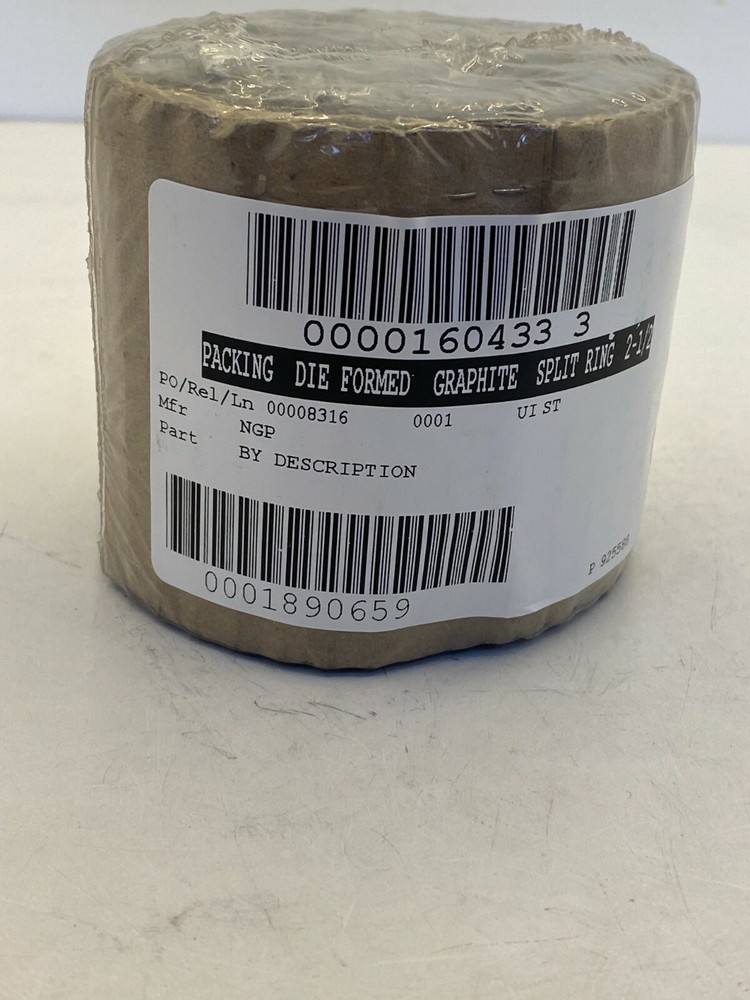 0000160433 3
PACKING DIE FORMED GRAPHITE SPLIT RING 2-1/2
PO/Rel/Ln 00008316 0001 UI ST
Mfr NGP
Part BY DESCRIPTION
0001890659
P